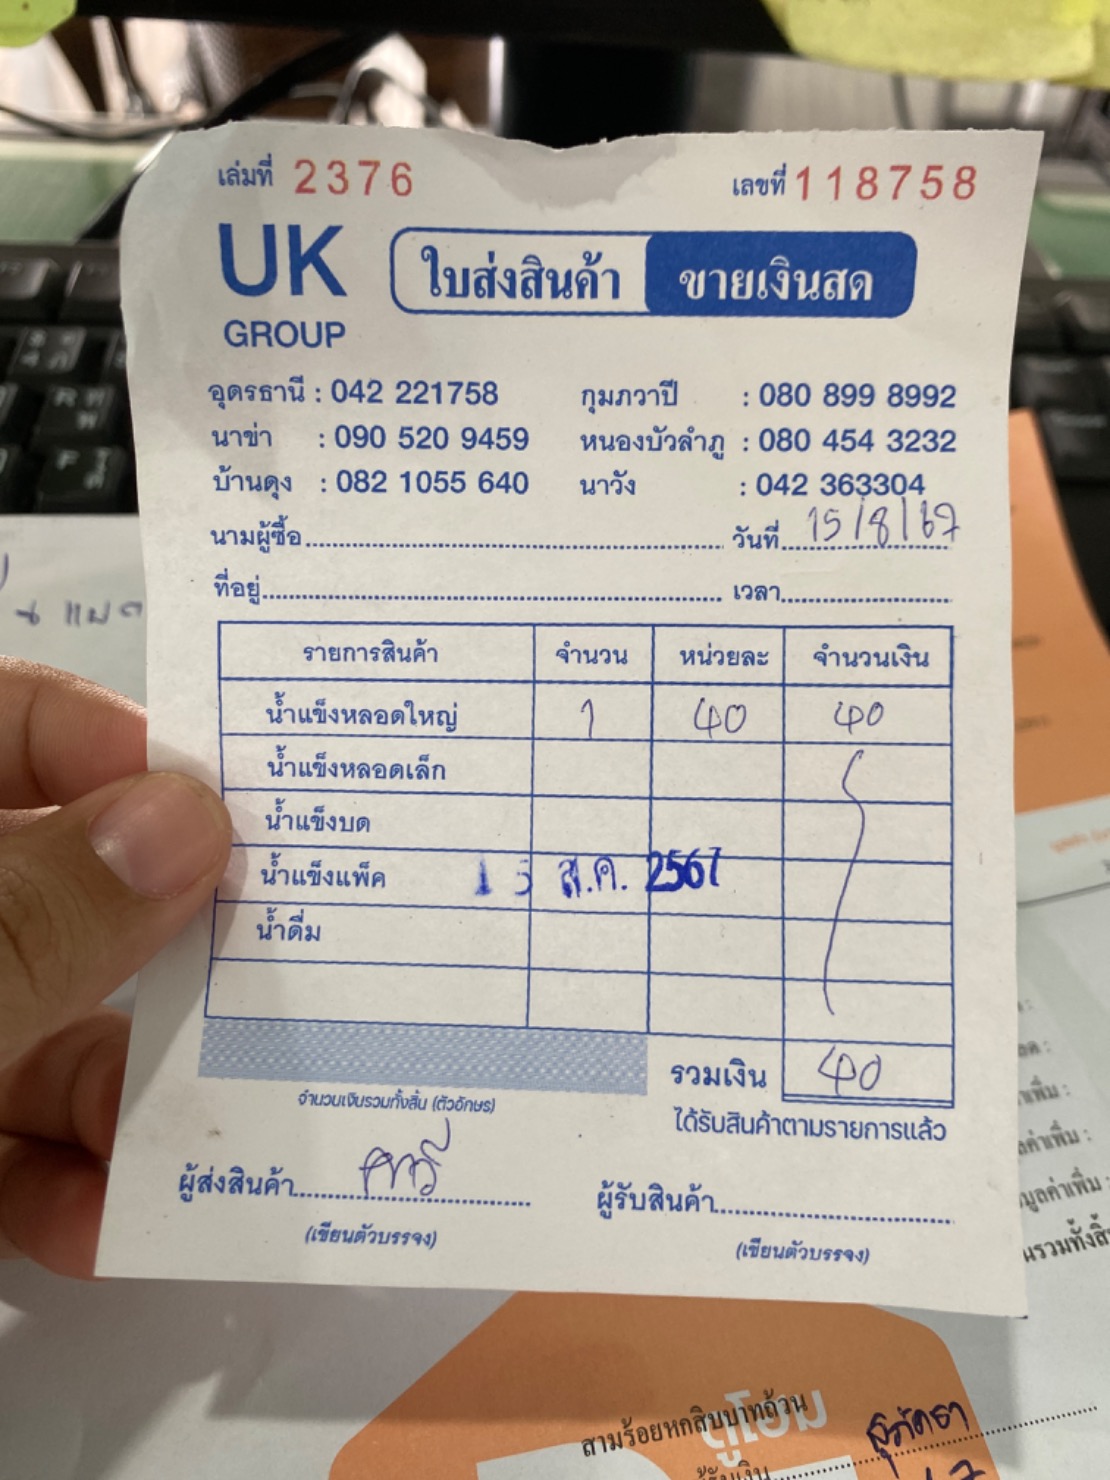 เล่มที่ 2376 เลขที่ 118758
UK
GROUP
ใบส่งสินค้า ขายเงินสด
อุดรธานี : 042 221758 กุมภวาปี : 080 899 8992
นาข่า : 090 520 9459 หนองบัวลำภู : 080 454 3232
บ้านดุง : 082 1055 640 นาวัง : 042 363304
นามผู้ซื้อ วันที่ 15/8/67
ที่อยู่ เวลา
รายการสินค้า จำนวน หน่วยละ จำนวนเงิน
น้ำแข็งหลอดใหญ่ 1 40 40
น้ำแข็งหลอดเล็ก
น้ำแข็งบด
น้ำแข็งแพ็ค 15 ส.ค. 2567
น้ำดื่ม
รวมเงิน 40
จำนวนเงินรวมทั้งสิ้น (ตัวอักษร)
ได้รับสินค้าตามรายการแล้ว
ผู้ส่งสินค้า ผู้รับสินค้า
(เขียนตัวบรรจง) (เขียนตัวบรรจง)
สามร้อยหกสิบบาทถ้วน
สุภัตรา